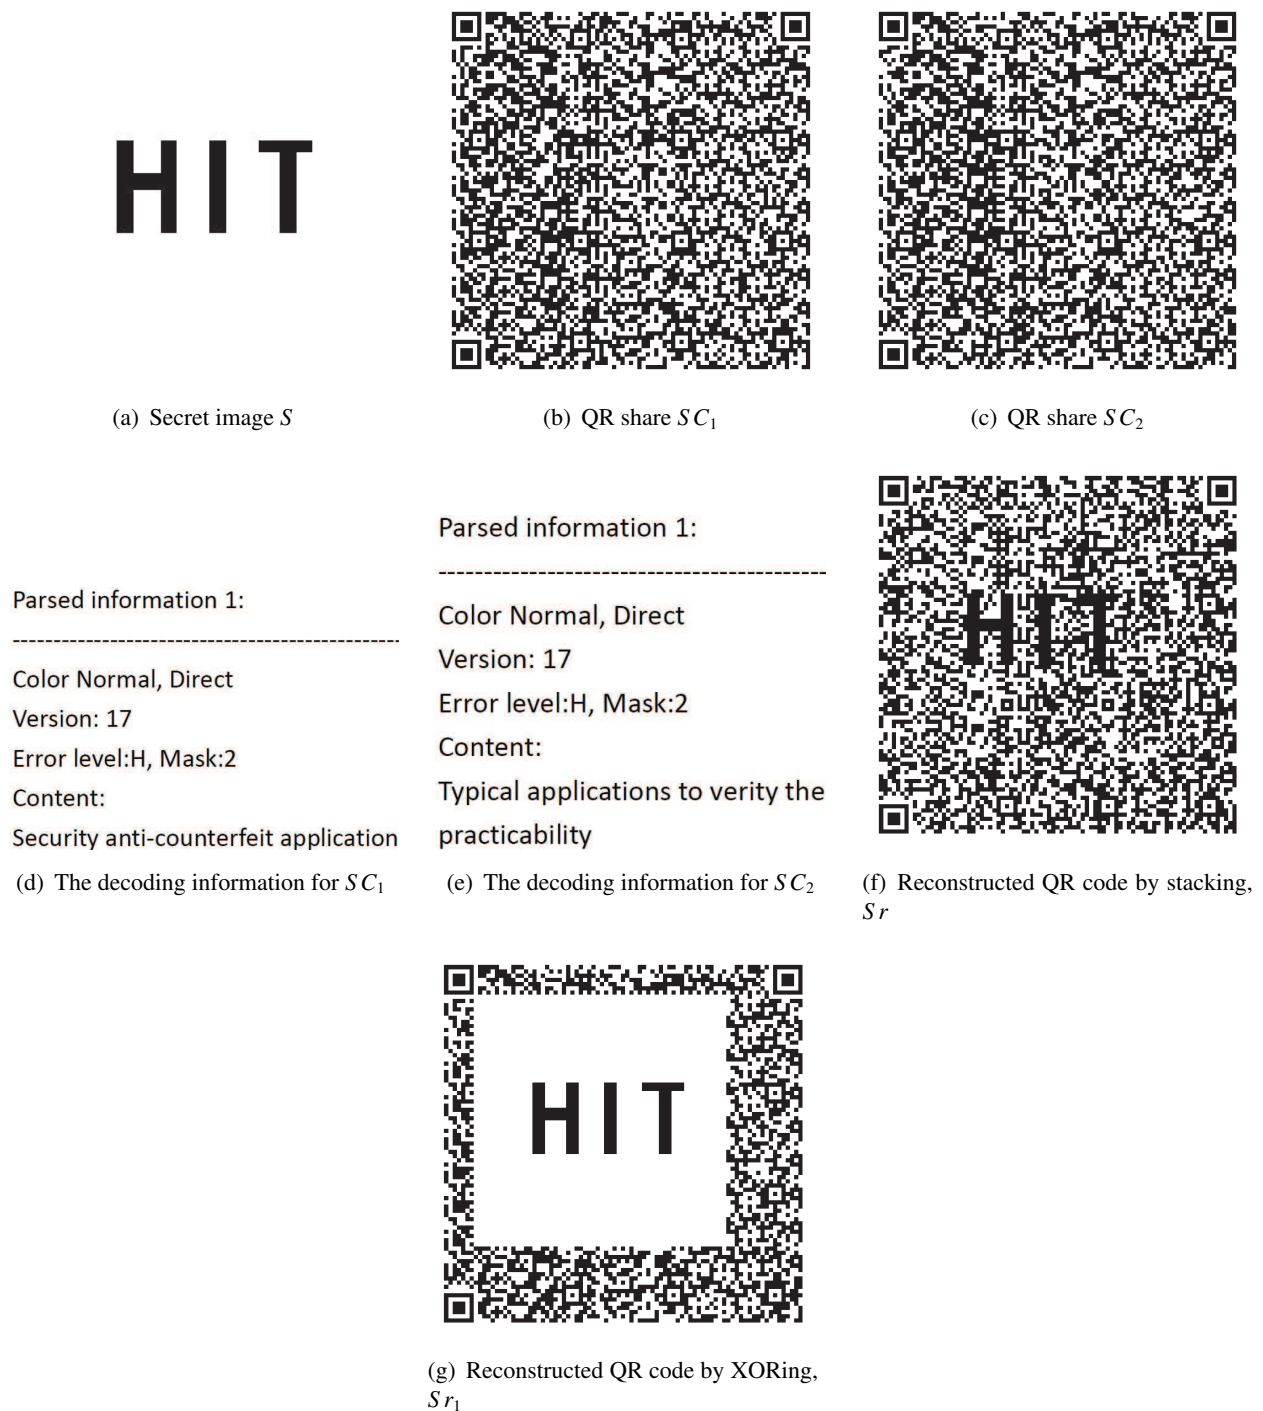 HIT
(a) Secret image S
(b) QR share SC₁
(c) QR share SC₂
Parsed information 1:
------------------------------------------------
Color Normal, Direct
Version: 17
Error level:H, Mask:2
Content:
Security anti-counterfeit application
(d) The decoding information for SC₁
Parsed information 1:
------------------------------------------------
Color Normal, Direct
Version: 17
Error level:H, Mask:2
Content:
Typical applications to verity the
practicability
(e) The decoding information for SC₂
HIT
(f) Reconstructed QR code by stacking,
Sr
HIT
(g) Reconstructed QR code by XORing,
Sr₁